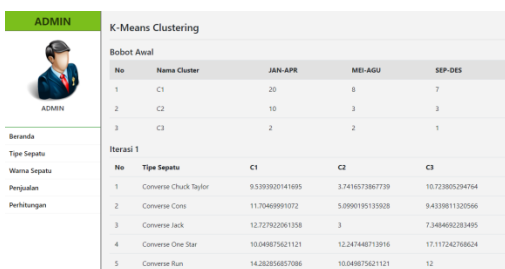 ADMIN
ADMIN
Beranda
Tipe Sepatu
Warna Sepatu
Penjualan
Perhitungan
K-Means Clustering
Bobot Awal
No Nama Cluster JAN-APR MEI-AGU SEP-DES
1 C1 20 8 7
2 C2 10 3 3
3 C3 2 2 1
Iterasi 1
No Tipe Sepatu C1 C2 C3
1 Converse Chuck Taylor 9.5393920141695 3.7416573867739 10.723805294764
2 Converse Cons 11.70469991072 5.0990195135928 9.4339811320566
3 Converse Jack 12.727922061358 3 7.3484692283495
4 Converse One Star 10.049875621121 12.247448713916 17.117242768624
5 Converse Run 14.282856857086 10.049875621121 12